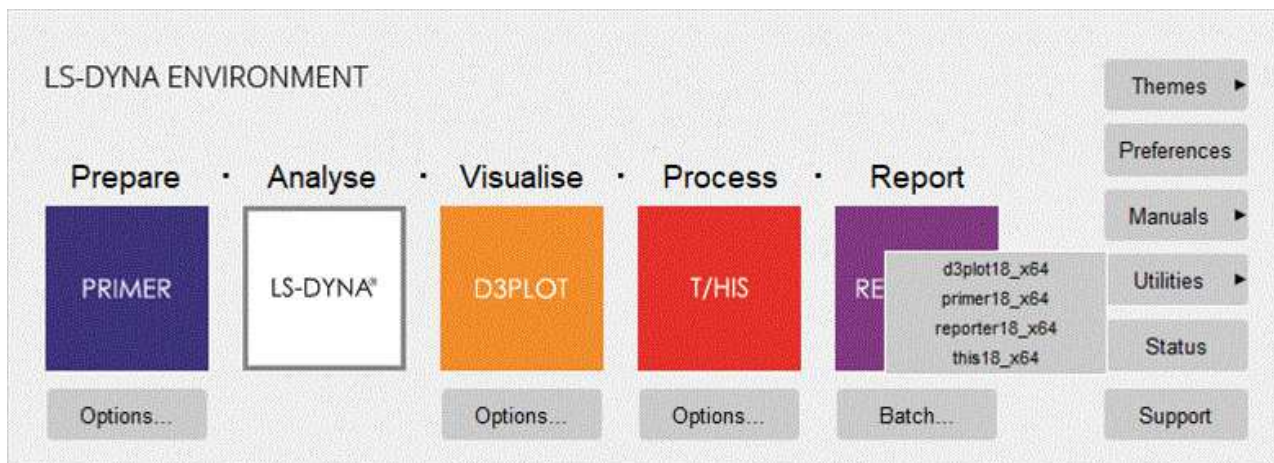 LS-DYNA ENVIRONMENT
Themes
Preferences
Prepare · Analyse · Visualise · Process · Report
Manuals
PRIMER
LS-DYNA®
D3PLOT
T/HIS
RE
d3plot18_x64
primer18_x64
reporter18_x64
this18_x64
Utilities
Status
Options...
Options...
Options...
Batch...
Support